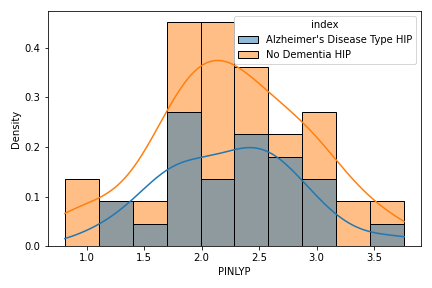 index
Alzheimer's Disease Type HIP
No Dementia HIP
Density
0.4
0.3
0.2
0.1
0.0
1.0 1.5 2.0 2.5 3.0 3.5
PINLYP